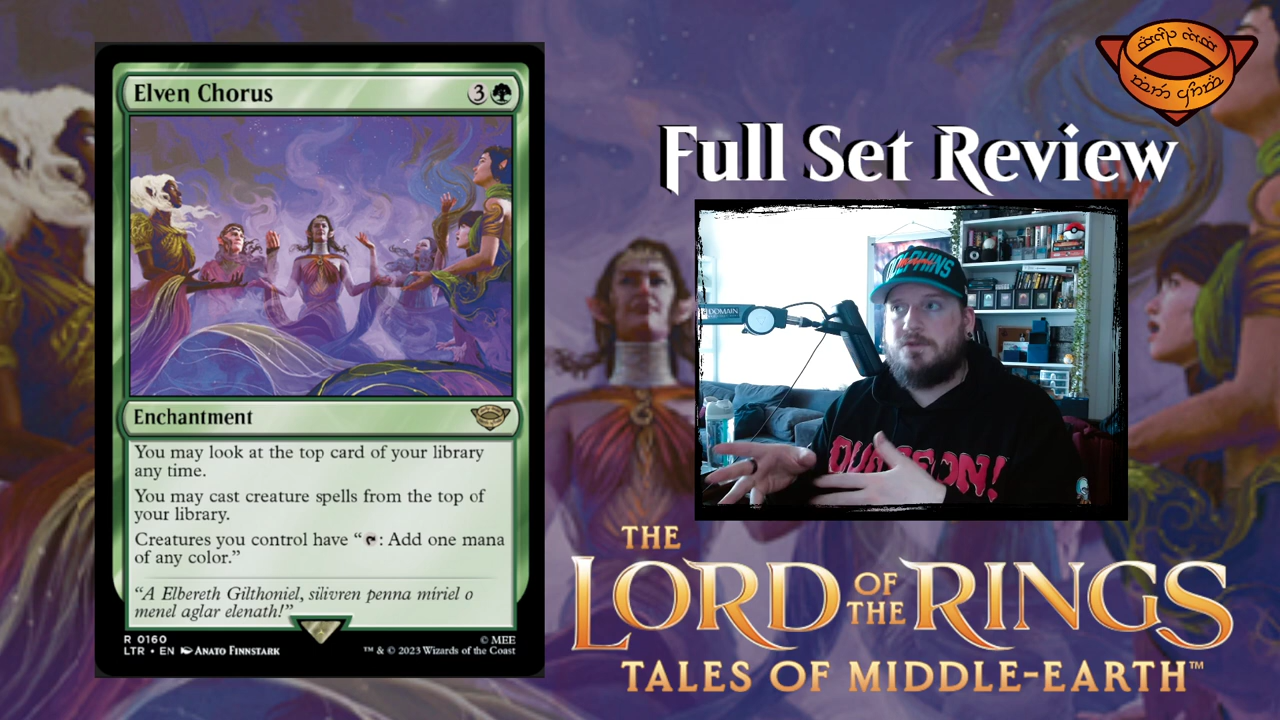 Elven Chorus
3
Enchantment
You may look at the top card of your library
any time.
You may cast creature spells from the top of
your library.
Creatures you control have “ : Add one mana
of any color.”
“A Elbereth Gilthoniel, silivren penna míriel o
menel aglar elenath!”
R 0160
LTR • EN ANATO FINNSTARK
© MEE
™ & © 2023 Wizards of the Coast
Full Set Review
DOLPHINS
DOMAIN
THE
LORD OF THE RINGS
TALES OF MIDDLE-EARTH™